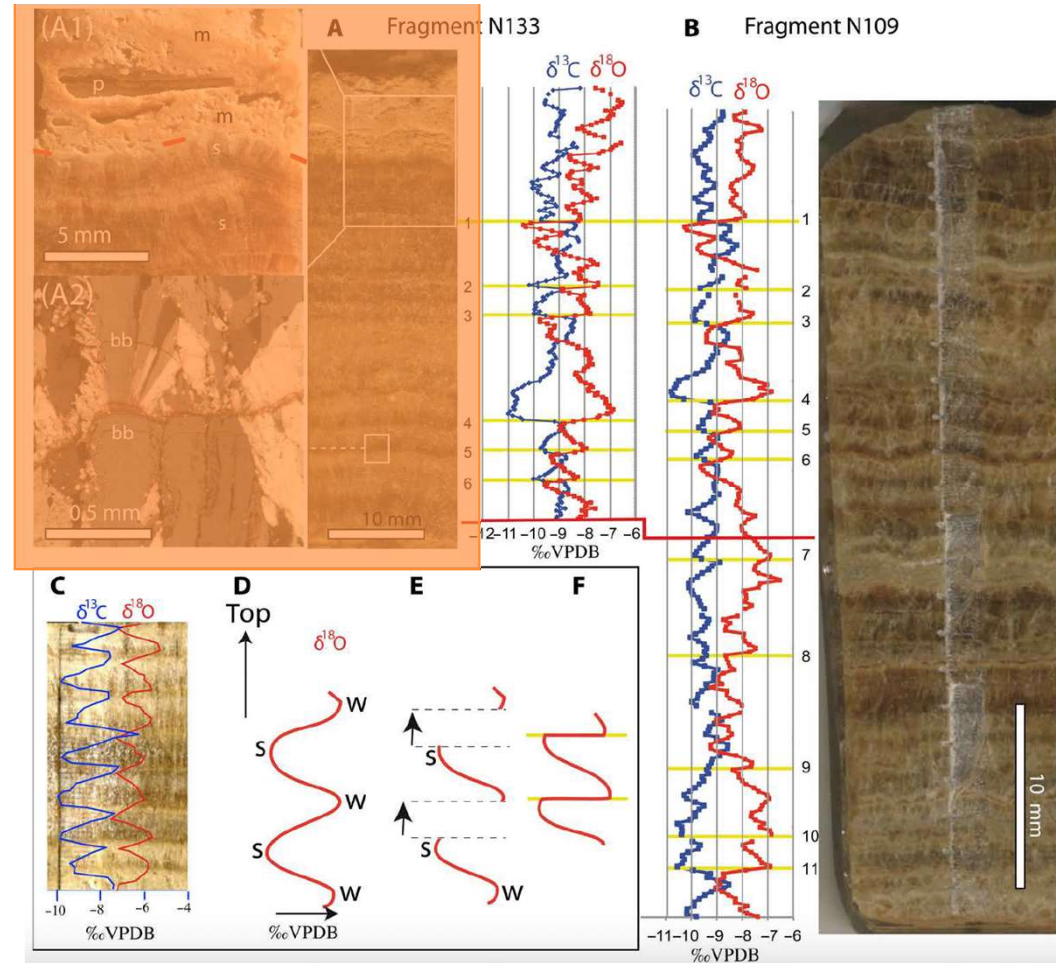 A Fragment N133
B Fragment N109
(A1)
m
p
m
s
s
5 mm
(A2)
bb
bb
0.5 mm
10 mm
δ13C δ18O
1
2
3
4
5
6
-12 -11 -10 -9 -8 -7 -6
‰VPDB
δ13C δ18O
1
2
3
4
5
6
7
8
9
10
11
-11 -10 -9 -8 -7 -6
‰VPDB
10 mm
C
δ13C δ18O
-10 -8 -6 -4
‰VPDB
D
Top
δ18O
W
S
W
S
W
‰VPDB
E
S
W
S
W
F